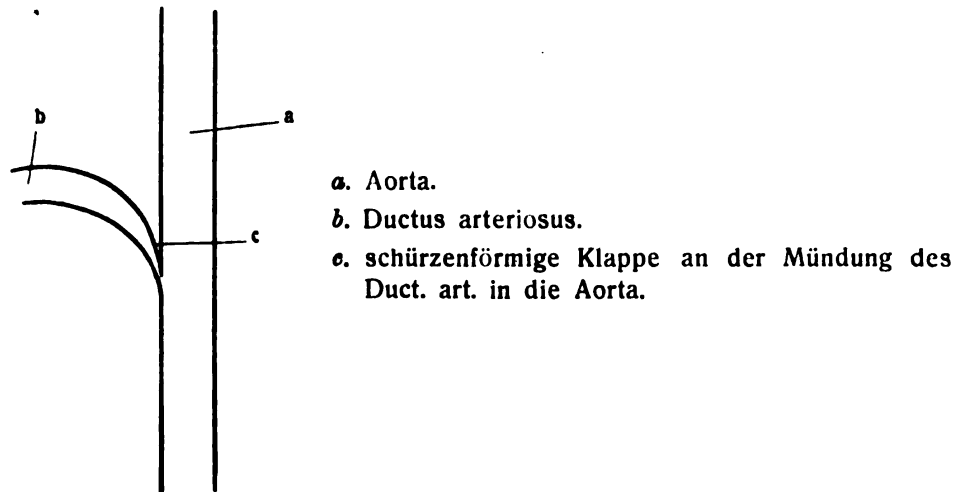 b
a
c
a. Aorta.
b. Ductus arteriosus.
c. schürzenförmige Klappe an der Mündung des
Duct. art. in die Aorta.